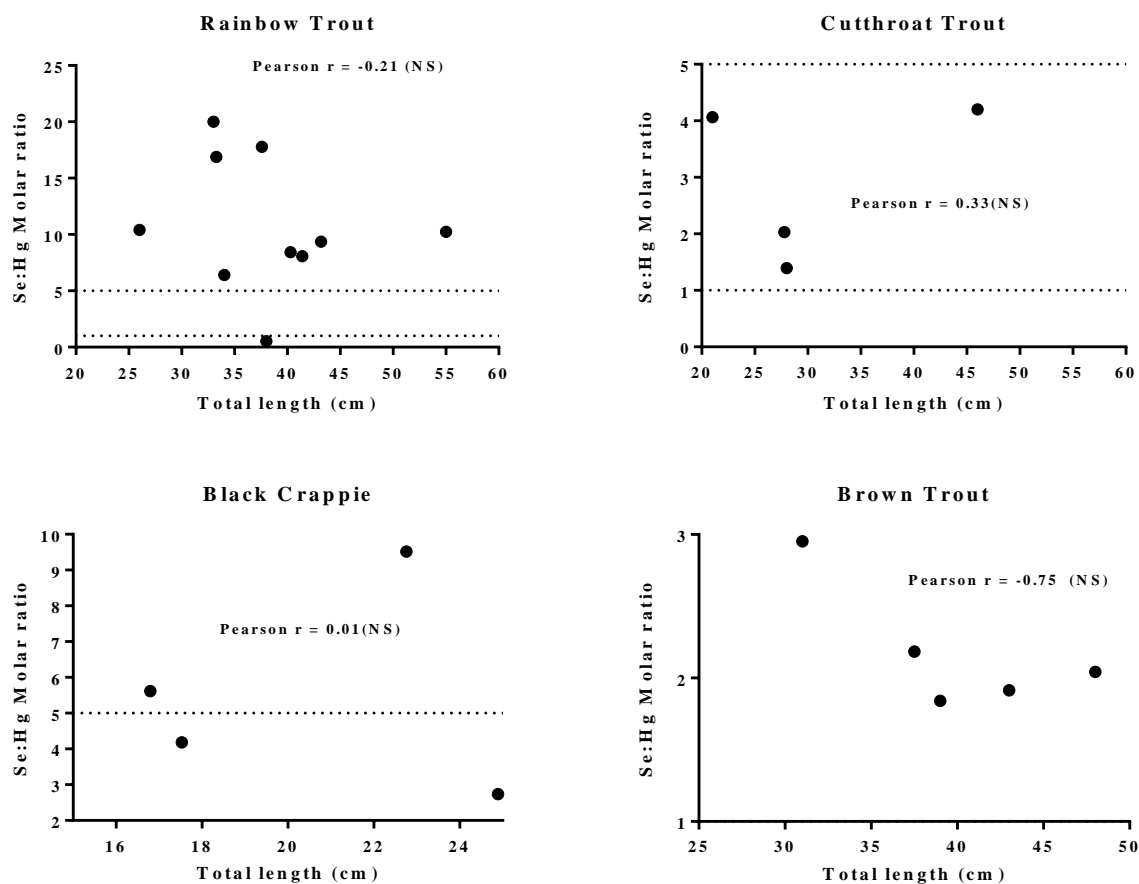 Rainbow Trout
Pearson r = -0.21 (NS)
Se:Hg Molar ratio
25
20
15
10
5
0
20 25 30 35 40 45 50 55 60
Total length (cm)
Cutthroat Trout
Pearson r = 0.33(NS)
Se:Hg Molar ratio
5
4
3
2
1
0
20 25 30 35 40 45 50 55 60
Total length (cm)
Black Crappie
Pearson r = 0.01(NS)
Se:Hg Molar ratio
10
9
8
7
6
5
4
3
2
16 18 20 22 24
Total length (cm)
Brown Trout
Pearson r = -0.75 (NS)
Se:Hg Molar ratio
3
2
1
25 30 35 40 45 50
Total length (cm)